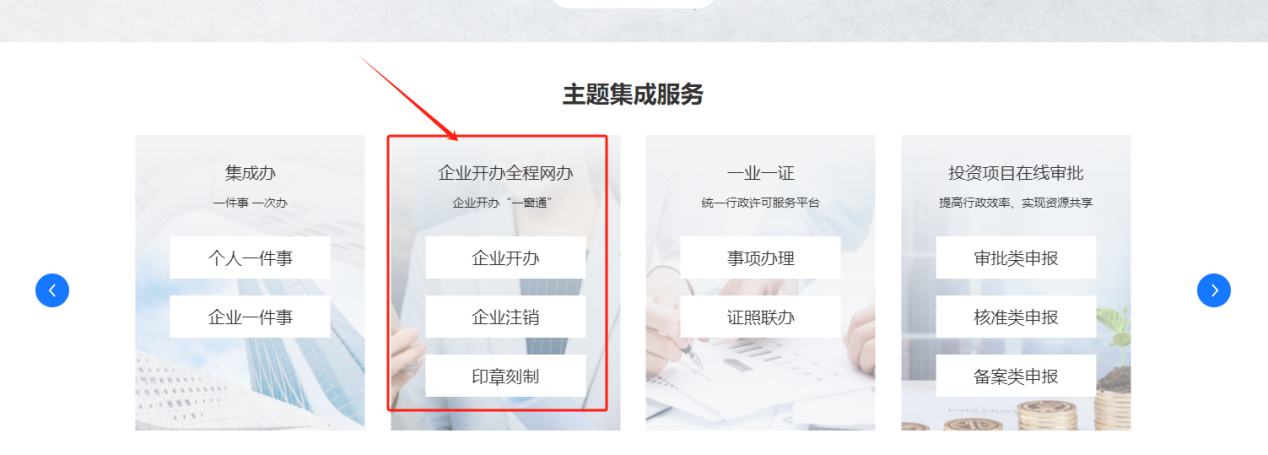 主题集成服务
集成办
一件事 一次办
个人一件事
企业一件事
企业开办全程网办
企业开办“一窗通”
企业开办
企业注销
印章刻制
一业一证
统一行政许可服务平台
事项办理
证照联办
投资项目在线审批
提高行政效率、实现资源共享
审批类申报
核准类申报
备案类申报